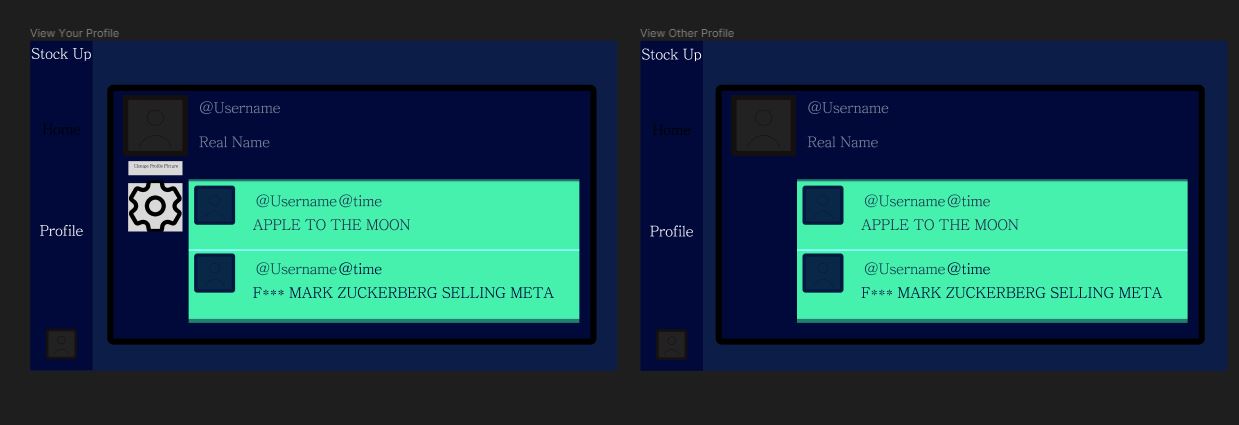 View Your Profile
Stock Up
Home
Profile
@Username
Real Name
Change Profile Picture
@Username @time
APPLE TO THE MOON
@Username @time
F*** MARK ZUCKERBERG SELLING META
View Other Profile
Stock Up
Home
Profile
@Username
Real Name
@Username @time
APPLE TO THE MOON
@Username @time
F*** MARK ZUCKERBERG SELLING META